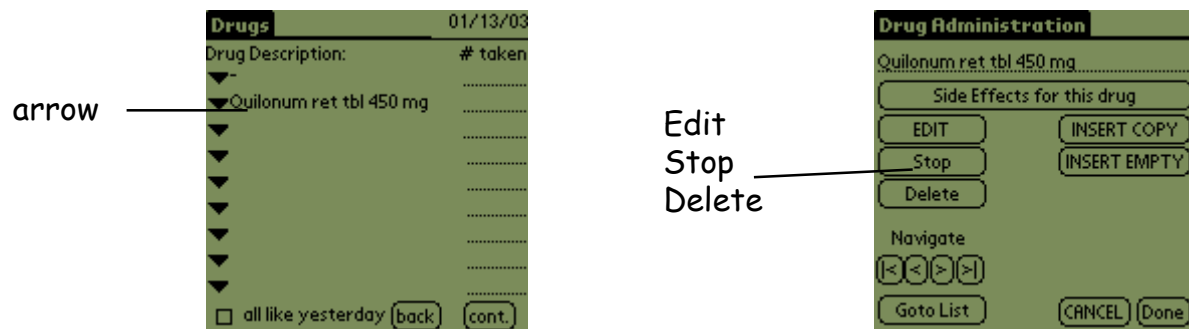 Drugs 01/13/03
Drug Description: # taken
-
Quilonum ret tbl 450 mg
all like yesterday back cont.
arrow
Edit
Stop
Delete
Drug Administration
Quilonum ret tbl 450 mg
Side Effects for this drug
EDIT INSERT COPY
Stop INSERT EMPTY
Delete
Navigate
|< < > >|
Goto List CANCEL Done